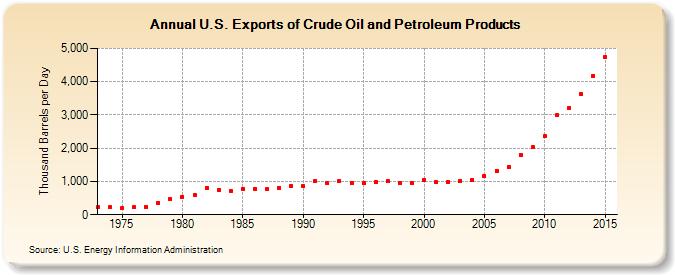 Annual U.S. Exports of Crude Oil and Petroleum Products
Thousand Barrels per Day
5,000
4,000
3,000
2,000
1,000
0
1975 1980 1985 1990 1995 2000 2005 2010 2015
Source: U.S. Energy Information Administration